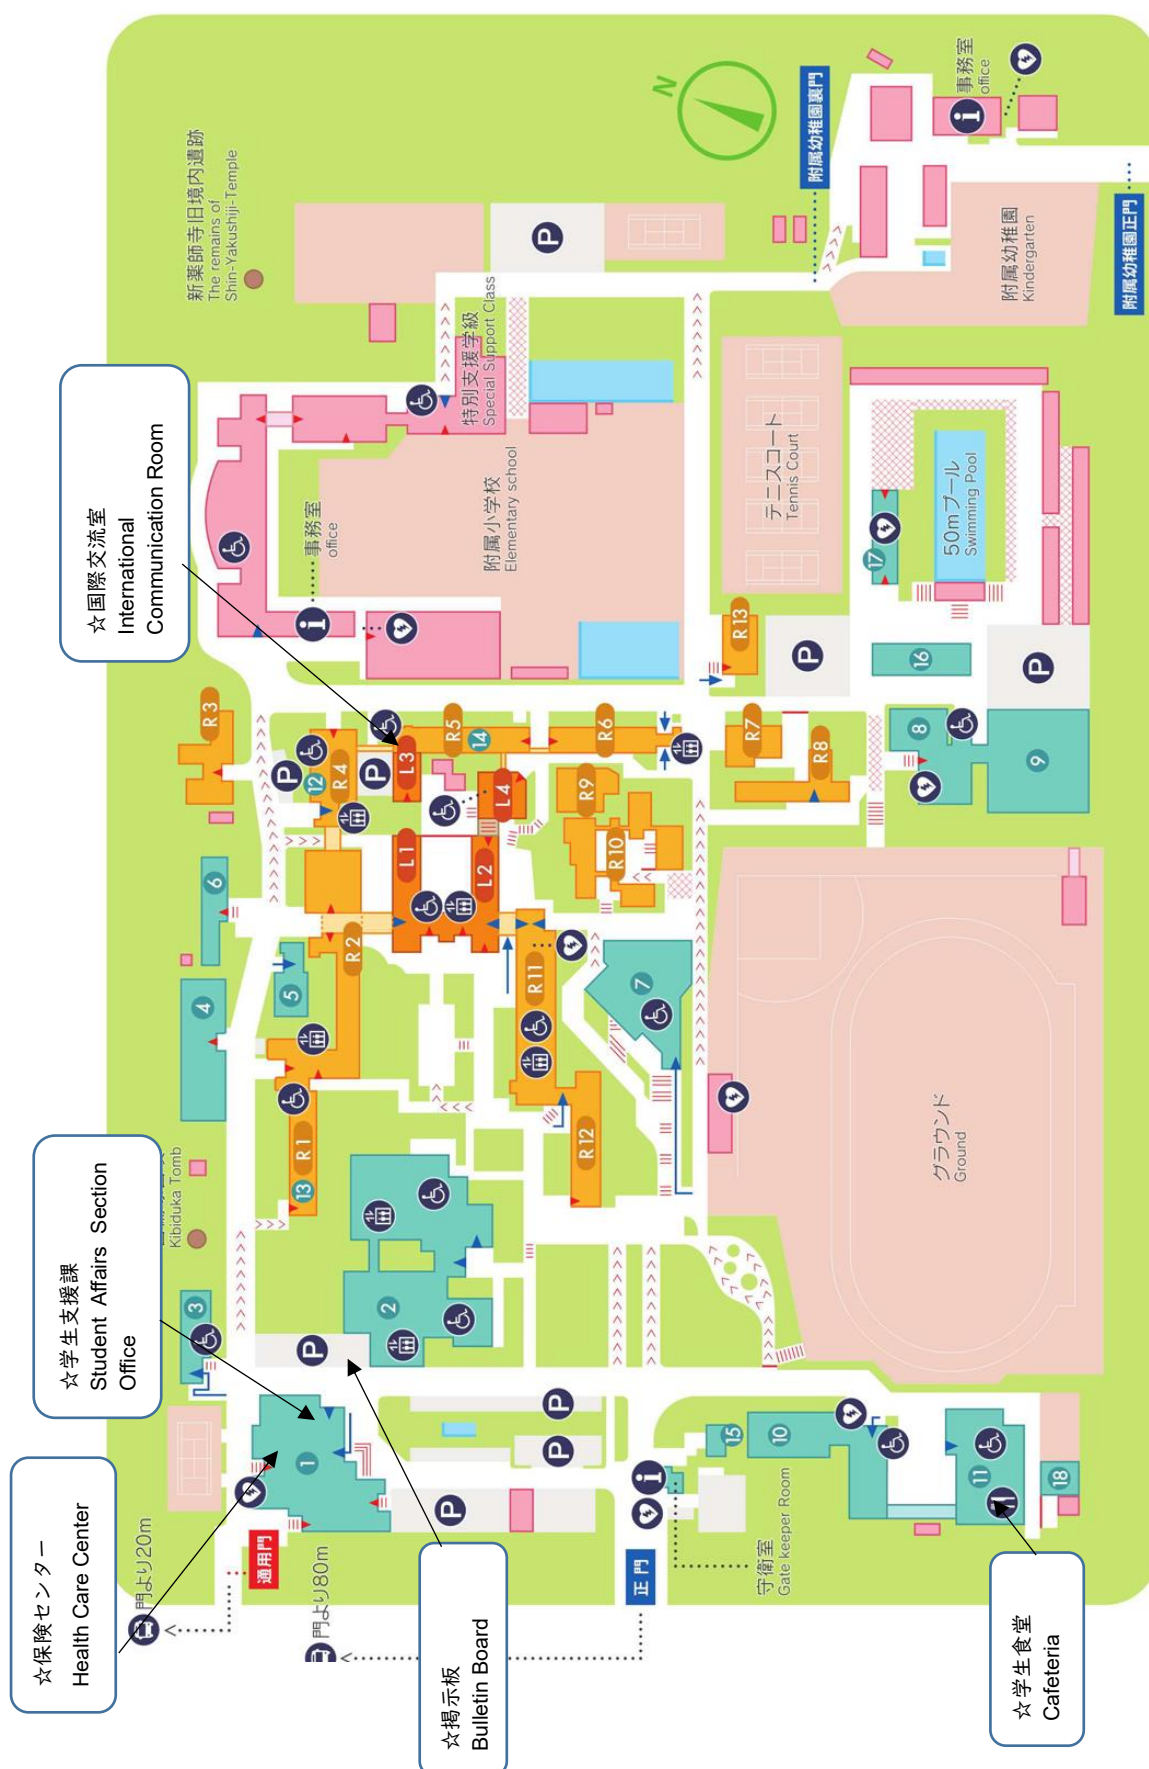 ☆国際交流室
International
Communication Room
☆学生支援課
Student Affairs Section
Office
☆保険センター
Health Care Center
☆掲示板
Bulletin Board
☆学生食堂
Cafeteria
新薬師寺旧境内遺跡
The remains of
Shin-Yakushiji-Temple
N
附属幼稚園裏門
事務室
office
附属幼稚園正門
附属幼稚園
Kindergarten
特別支援学級
Special Support Class
事務室
office
附属小学校
Elementary school
テニスコート
Tennis Court
50mプール
Swimming Pool
Kibiduka Tomb
グラウンド
Ground
守衛室
Gate keeper Room
門より20m
通用門
門より80m
正門
R1
R2
R3
R4
R5
R6
R7
R8
R9
R10
R11
R12
R13
L1
L2
L3
L4
1
2
3
4
5
6
7
8
9
10
11
12
13
14
15
16
17
18
P
P
P
P
P
P
P
P
P
i
i
i